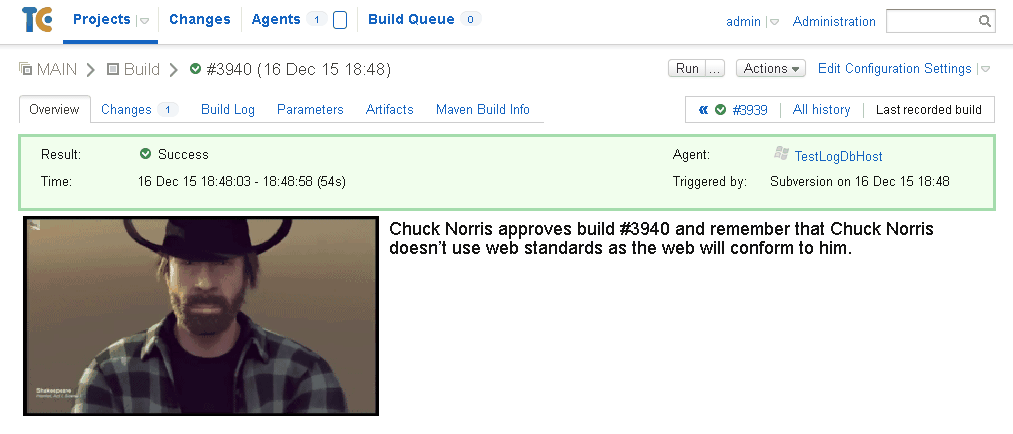 TC Projects Changes Agents 1 Build Queue 0 admin Administration
MAIN Build #3940 (16 Dec 15 18:48) Run ... Actions Edit Configuration Settings
Overview Changes 1 Build Log Parameters Artifacts Maven Build Info « #3939 All history Last recorded build
Result: Success Agent: TestLogDbHost
Time: 16 Dec 15 18:48:03 - 18:48:58 (54s) Triggered by: Subversion on 16 Dec 15 18:48
Chuck Norris approves build #3940 and remember that Chuck Norris
doesn't use web standards as the web will conform to him.
Shakespeare